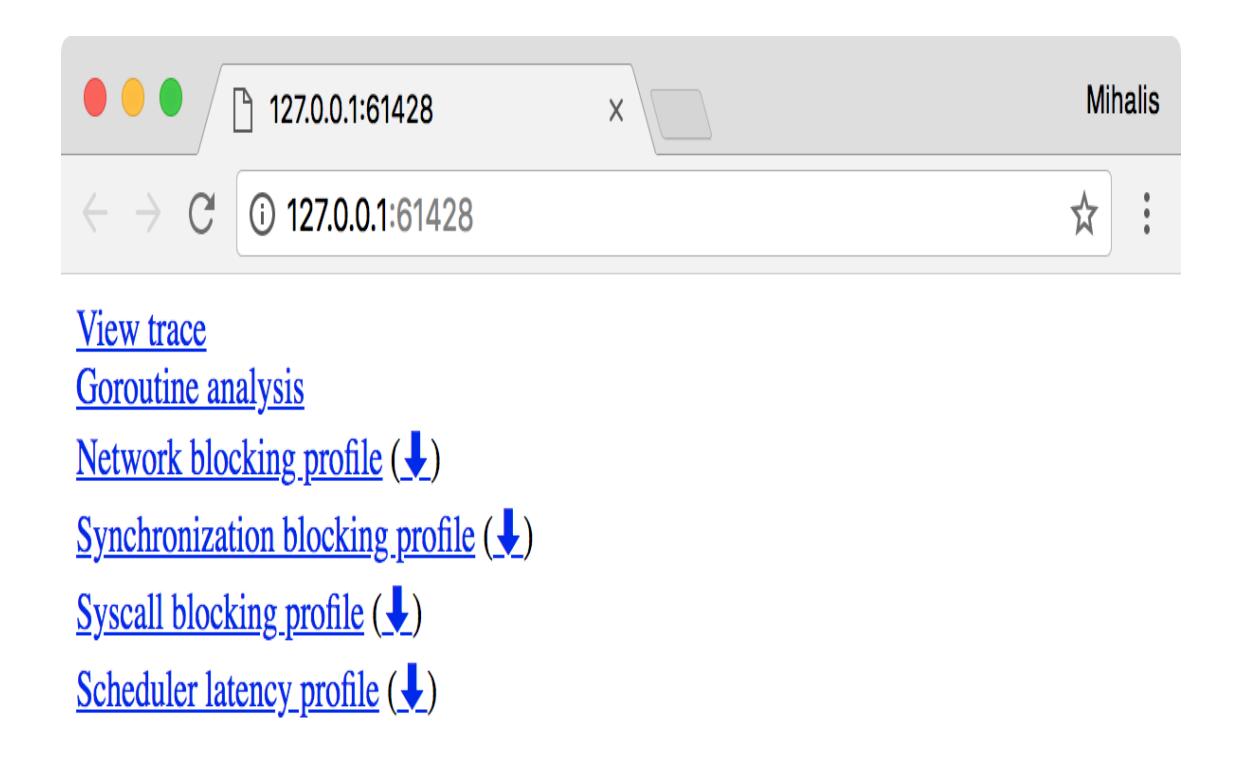 127.0.0.1:61428
Mihalis
127.0.0.1:61428
View trace
Goroutine analysis
Network blocking profile (⬇)
Synchronization blocking profile (⬇)
Syscall blocking profile (⬇)
Scheduler latency profile (⬇)